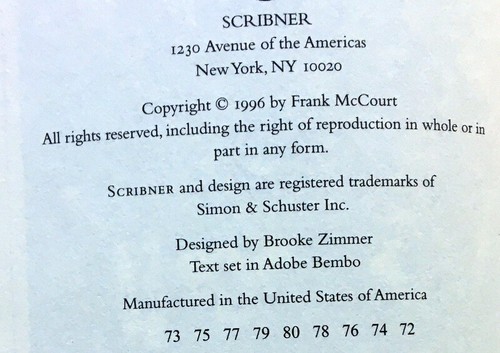 SCRIBNER
1230 Avenue of the Americas
New York, NY 10020
Copyright © 1996 by Frank McCourt
All rights reserved, including the right of reproduction in whole or in
part in any form.
SCRIBNER and design are registered trademarks of
Simon & Schuster Inc.
Designed by Brooke Zimmer
Text set in Adobe Bembo
Manufactured in the United States of America
73 75 77 79 80 78 76 74 72